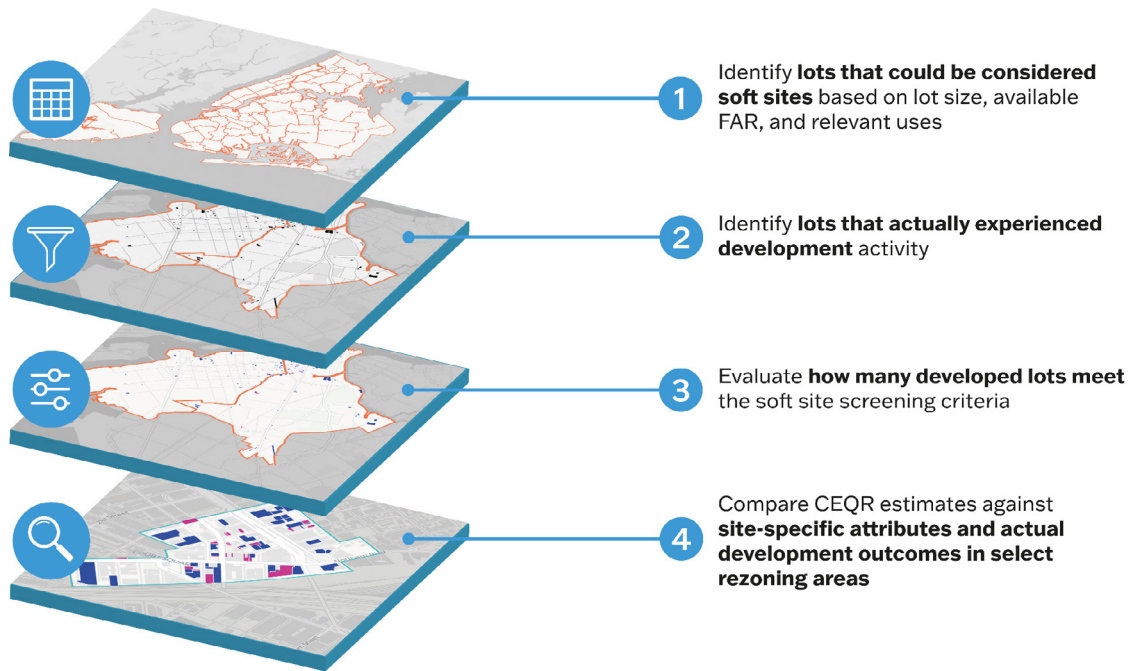 1
Identify lots that could be considered
soft sites based on lot size, available
FAR, and relevant uses
2
Identify lots that actually experienced
development activity
3
Evaluate how many developed lots meet
the soft site screening criteria
4
Compare CEQR estimates against
site-specific attributes and actual
development outcomes in select
rezoning areas